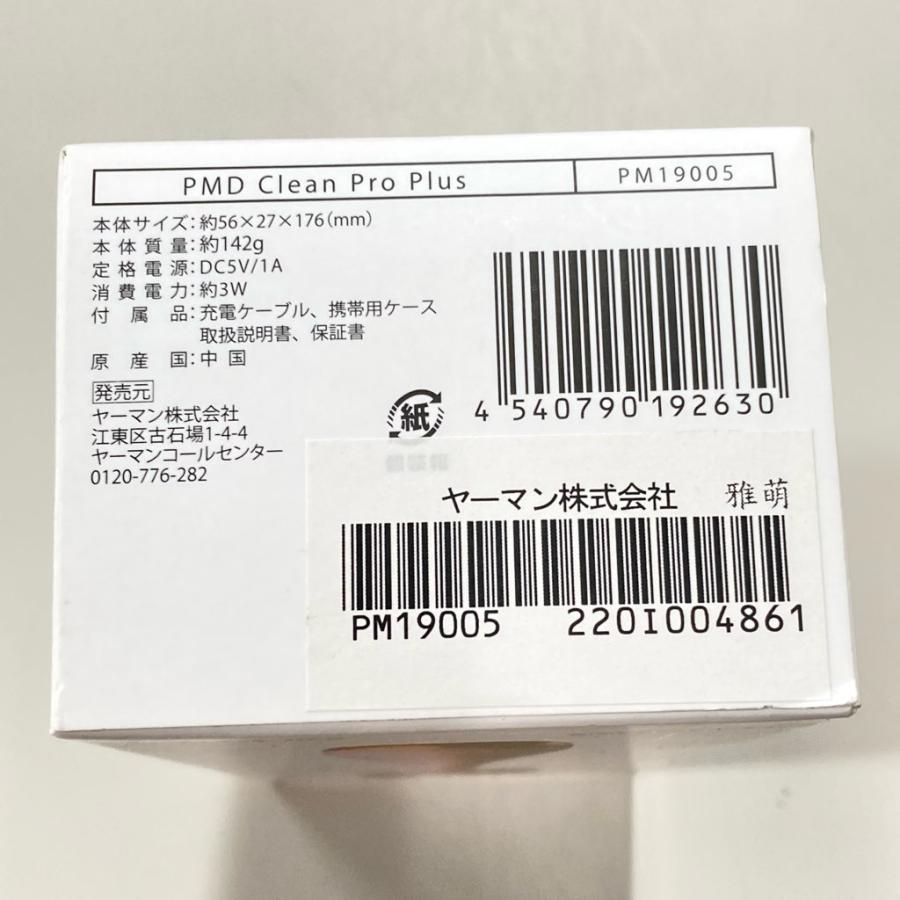 PMD Clean Pro Plus PM19005
本体サイズ：約56×27×176（mm）
本体質量：約142g
定格電源：DC5V/1A
消費電力：約3W
付属品：充電ケーブル、携帯用ケース
取扱説明書、保証書
原産国：中国
発売元
ヤーマン株式会社
江東区古石場1-4-4
ヤーマンコールセンター
0120-776-282
紙
4 540790 192630
ヤーマン株式会社 雅萌
PM19005 220I004861